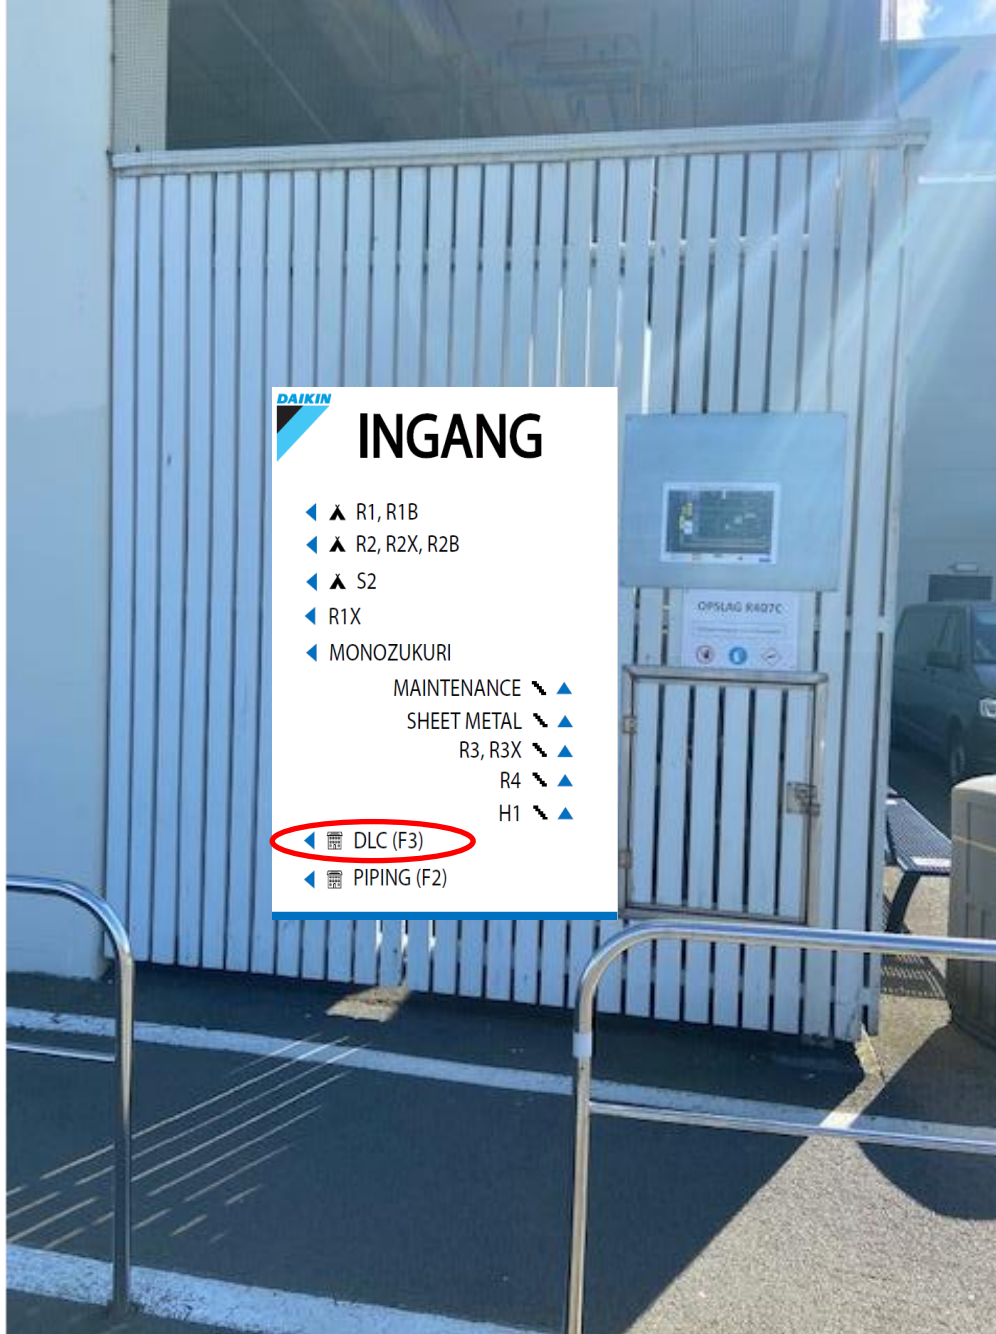 DAIKIN
INGANG
R1, R1B
R2, R2X, R2B
S2
R1X
MONOZUKURI
MAINTENANCE
SHEET METAL
R3, R3X
R4
H1
DLC (F3)
PIPING (F2)
OPSLAG R407C